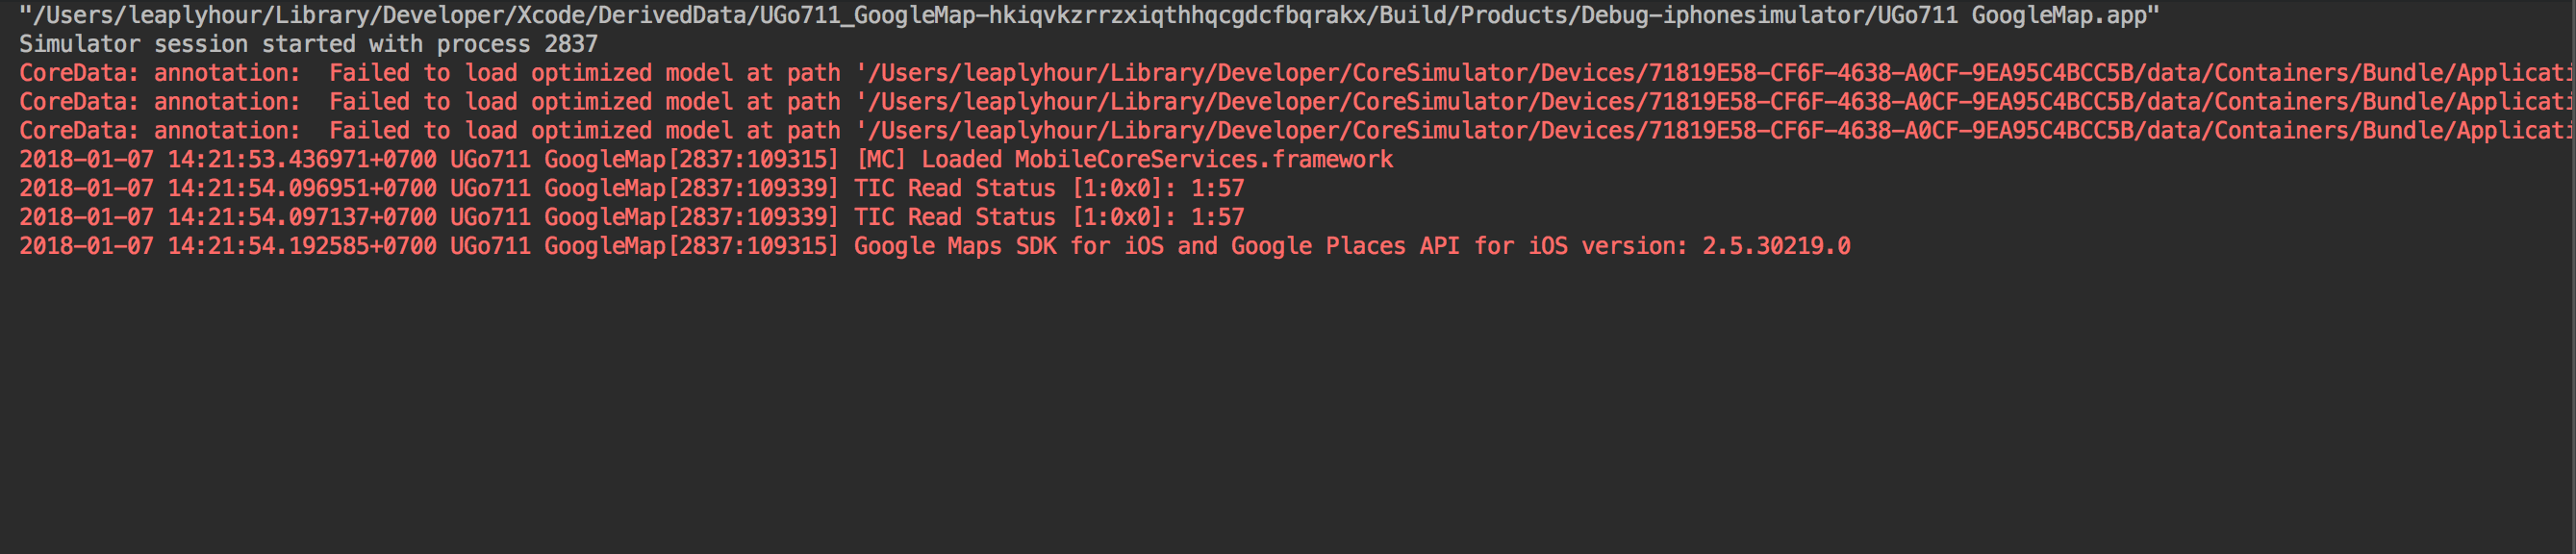 "/Users/leaplyhour/Library/Developer/Xcode/DerivedData/UGo711_GoogleMap-hkiqvkzrrzxiqthhqcgdcfbqrakx/Build/Products/Debug-iphonesimulator/UGo711 GoogleMap.app"
Simulator session started with process 2837
CoreData: annotation:  Failed to load optimized model at path '/Users/leaplyhour/Library/Developer/CoreSimulator/Devices/71819E58-CF6F-4638-A0CF-9EA95C4BCC5B/data/Containers/Bundle/Applicati
CoreData: annotation:  Failed to load optimized model at path '/Users/leaplyhour/Library/Developer/CoreSimulator/Devices/71819E58-CF6F-4638-A0CF-9EA95C4BCC5B/data/Containers/Bundle/Applicati
CoreData: annotation:  Failed to load optimized model at path '/Users/leaplyhour/Library/Developer/CoreSimulator/Devices/71819E58-CF6F-4638-A0CF-9EA95C4BCC5B/data/Containers/Bundle/Applicati
2018-01-07 14:21:53.436971+0700 UGo711 GoogleMap[2837:109315] [MC] Loaded MobileCoreServices.framework
2018-01-07 14:21:54.096951+0700 UGo711 GoogleMap[2837:109339] TIC Read Status [1:0x0]: 1:57
2018-01-07 14:21:54.097137+0700 UGo711 GoogleMap[2837:109339] TIC Read Status [1:0x0]: 1:57
2018-01-07 14:21:54.192585+0700 UGo711 GoogleMap[2837:109315] Google Maps SDK for iOS and Google Places API for iOS version: 2.5.30219.0